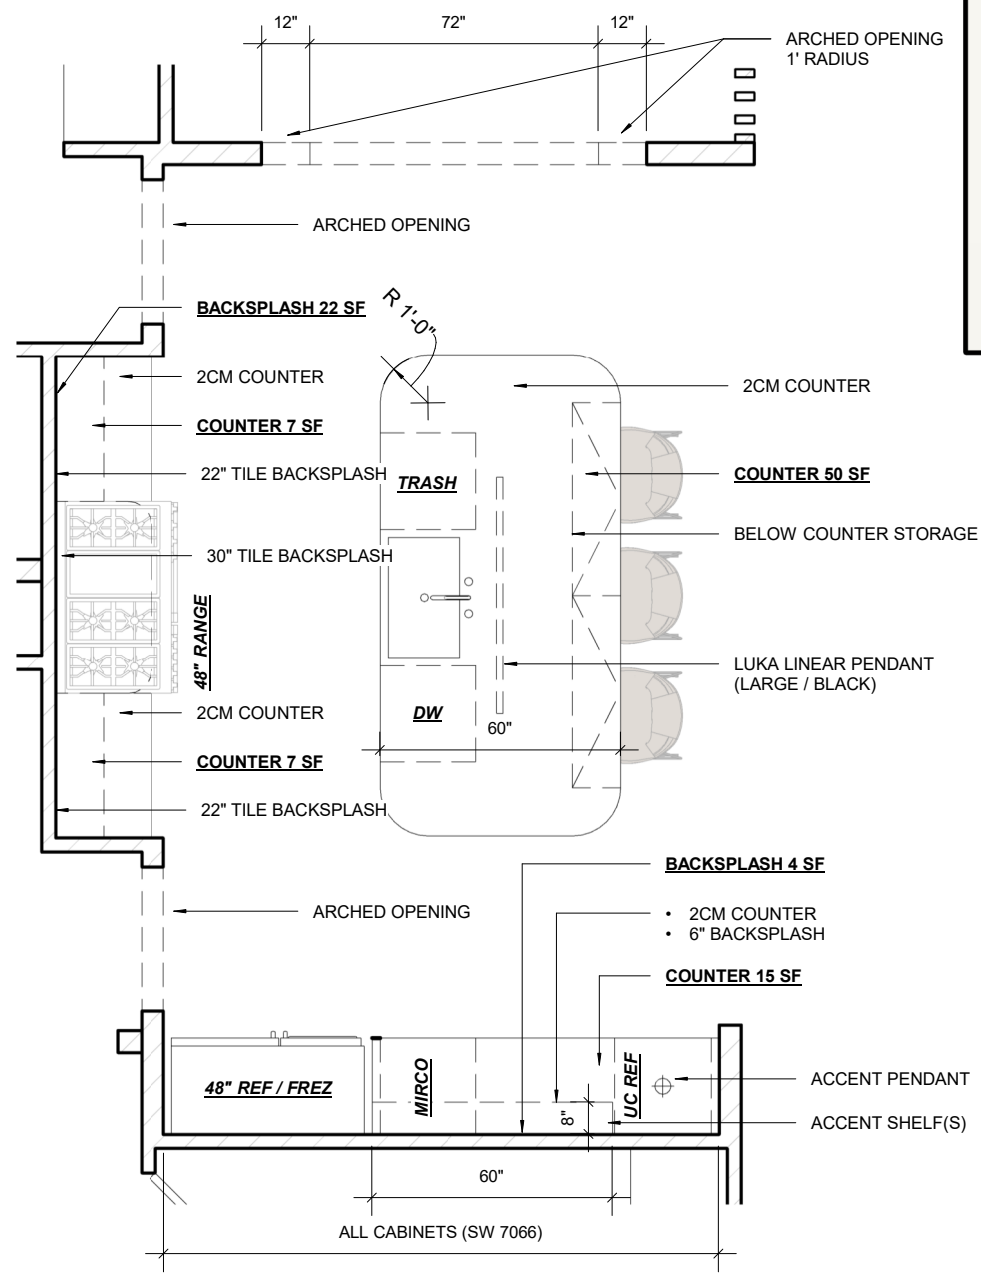 12" 72" 12"
ARCHED OPENING
1' RADIUS
ARCHED OPENING
BACKSPLASH 22 SF
R 1'-0"
2CM COUNTER
2CM COUNTER
COUNTER 7 SF
22" TILE BACKSPLASH
TRASH
COUNTER 50 SF
BELOW COUNTER STORAGE
30" TILE BACKSPLASH
48" RANGE
LUKA LINEAR PENDANT
(LARGE / BLACK)
2CM COUNTER
DW
60"
COUNTER 7 SF
22" TILE BACKSPLASH
BACKSPLASH 4 SF
ARCHED OPENING
• 2CM COUNTER
• 6" BACKSPLASH
COUNTER 15 SF
48" REF / FREZ
MIRCO
UC REF
8"
ACCENT PENDANT
ACCENT SHELF(S)
60"
ALL CABINETS (SW 7066)